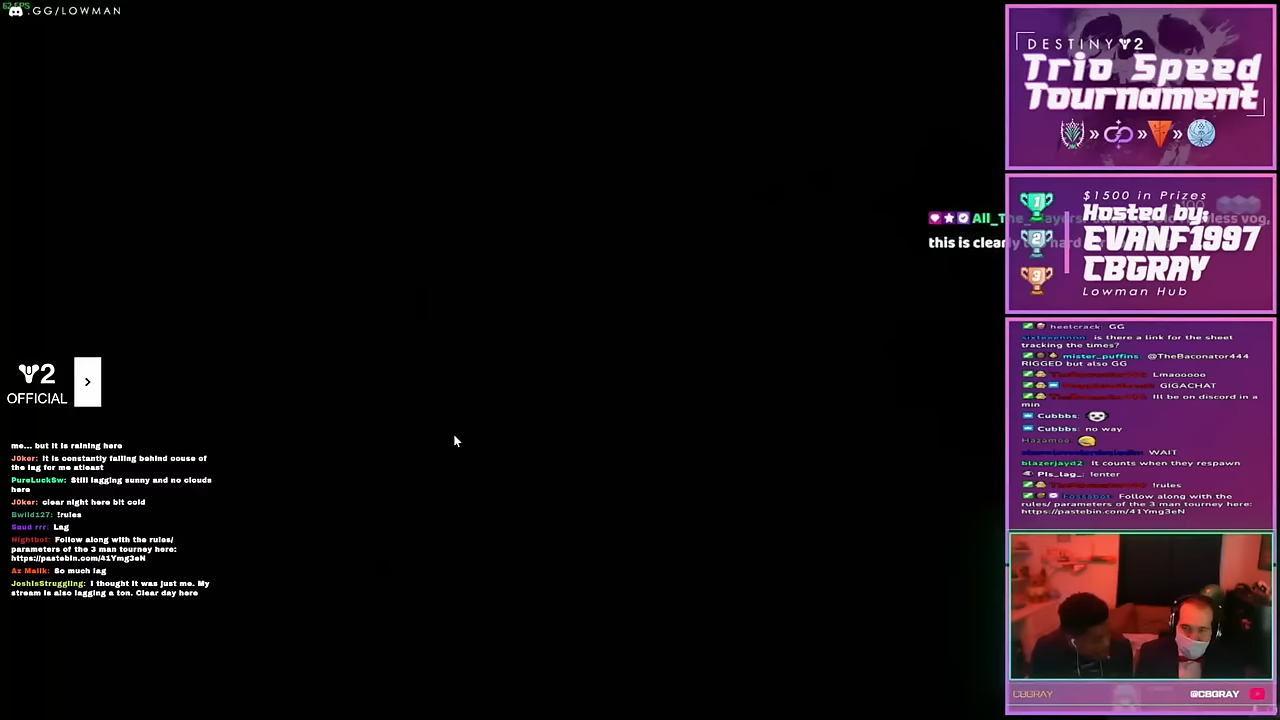 .GG/LOWMAN
DESTINY 2
Trio Speed
Tournament
» » »
$1500 in Prizes
Hosted by:
EVANF1997
CBGRAY
Lowman Hub
this is clearly
heelcrack: GG
is there a link for the sheet
tracking the times?
mister_puffins: @TheBaconator444
RIGGED but also GG
Lmaooooo
GIGACHAT
Ill be on discord in a
min
Cubbbs:
Cubbbs: no way
Hazamoe:
WAIT
blazerjayd2: It counts when they respawn
Pls_lag_: !enter
!rules
Fossabot: Follow along with the
rules/ parameters of the 3 man tourney here:
https://pastebin.com/41Ymg3eN
2
OFFICIAL
me... but it is raining here
J0ker: It is constantly falling behind couse of
the lag for me atleast
PureLuckSw: Still lagging sunny and no clouds
here
J0ker: clear night here bit cold
Bwild127: !rules
Saud rrr: Lag
Nightbot: Follow along with the rules/
parameters of the 3 man tourney here:
https://pastebin.com/41Ymg3eN
Az Malik: So much lag
JoshIsStruggling: I thought it was just me. My
stream is also lagging a ton. Clear day here
CBGRAY
@CBGRAY